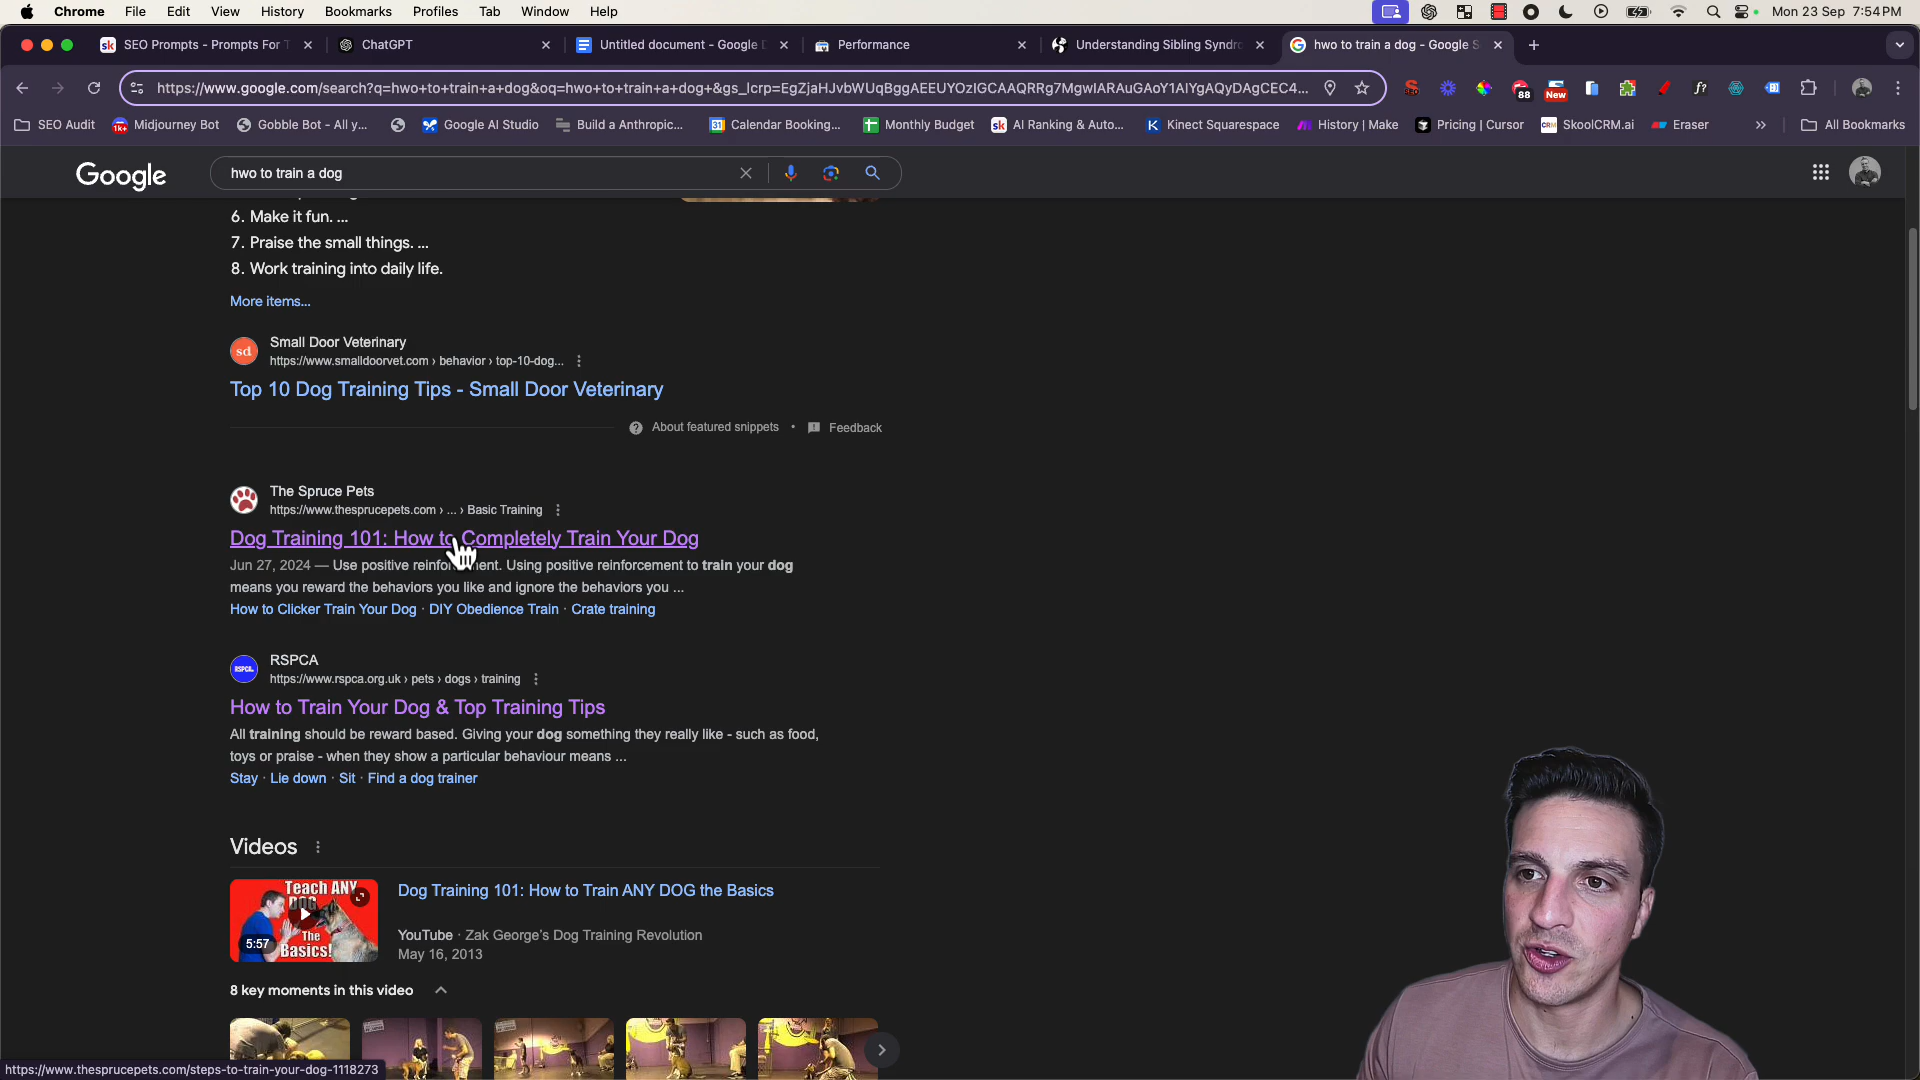 Chrome File Edit View History Bookmarks Profiles Tab Window Help Mon 23 Sep 7:54 PM
SEO Prompts - Prompts For T ChatGPT Untitled document - Google D Performance Understanding Sibling Syndro hwo to train a dog - Google S
https://www.google.com/search?q=hwo+to+train+a+dog&oq=hwo+to+train+a+dog+&gs_lcrp=EgZjaHJvbWUqBggAEEUYOzIGCAAQRRg7MgwIARAuGAoY1AIYgAQyDAgCEC4... 88 New
SEO Audit Midjourney Bot Gobble Bot - All y... Google AI Studio Build a Anthropic... Calendar Booking... Monthly Budget AI Ranking & Auto... Kinect Squarespace History | Make Pricing | Cursor SkoolCRM.ai Eraser All Bookmarks
Google hwo to train a dog
6. Make it fun. ...
7. Praise the small things. ...
8. Work training into daily life.
More items...
Small Door Veterinary
https://www.smalldoorvet.com › behavior › top-10-dog...
Top 10 Dog Training Tips - Small Door Veterinary
About featured snippets • Feedback
The Spruce Pets
https://www.thesprucepets.com › ... › Basic Training
Dog Training 101: How to Completely Train Your Dog
Jun 27, 2024 — Use positive reinforcement. Using positive reinforcement to train your dog
means you reward the behaviors you like and ignore the behaviors you ...
How to Clicker Train Your Dog · DIY Obedience Train · Crate training
RSPCA
https://www.rspca.org.uk › pets › dogs › training
How to Train Your Dog & Top Training Tips
All training should be reward based. Giving your dog something they really like - such as food,
toys or praise - when they show a particular behaviour means ...
Stay · Lie down · Sit · Find a dog trainer
Videos
Teach ANY
DOG
The
Basics!
5:57
Dog Training 101: How to Train ANY DOG the Basics
YouTube · Zak George's Dog Training Revolution
May 16, 2013
8 key moments in this video
https://www.thesprucepets.com/steps-to-train-your-dog-1118273